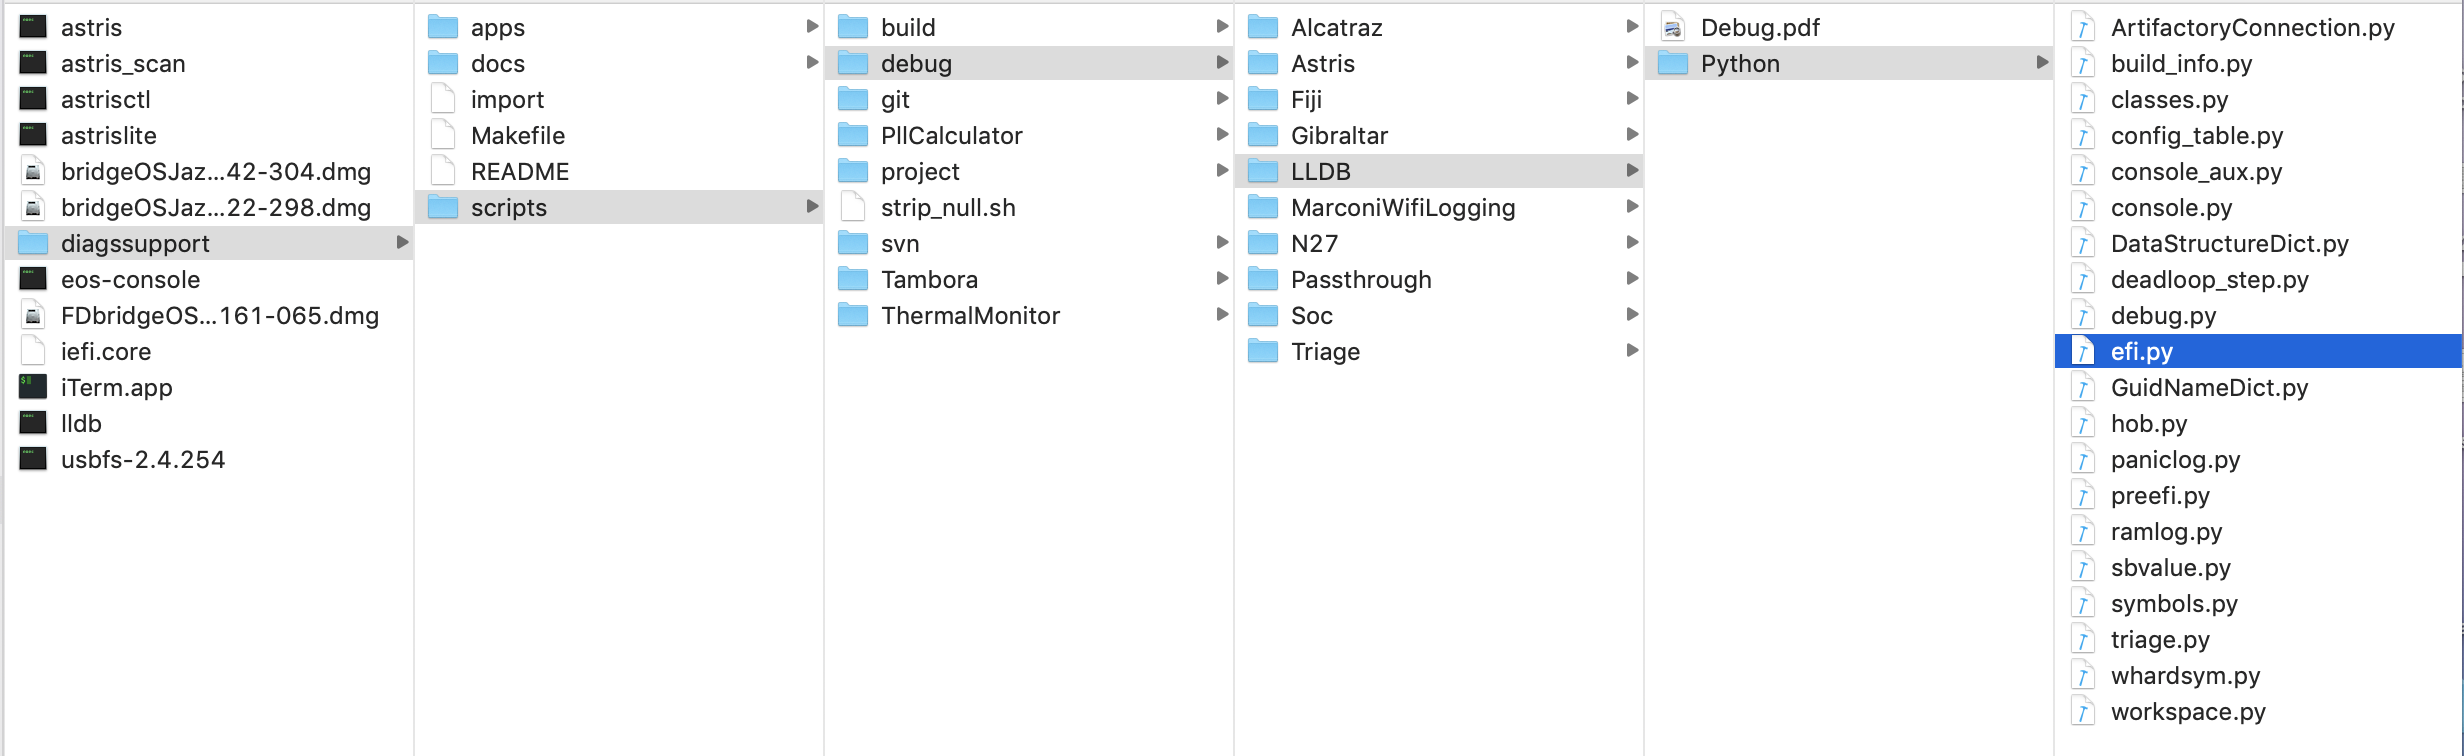 astris
astris_scan
astrisctl
astrislite
bridgeOSJaz...42-304.dmg
bridgeOSJaz...22-298.dmg
diagssupport
eos-console
FDbridgeOS...161-065.dmg
iefi.core
iTerm.app
lldb
usbfs-2.4.254
apps
docs
import
Makefile
README
scripts
build
debug
git
PllCalculator
project
strip_null.sh
svn
Tambora
ThermalMonitor
Alcatraz
Astris
Fiji
Gibraltar
LLDB
MarconiWifiLogging
N27
Passthrough
Soc
Triage
Debug.pdf
Python
ArtifactoryConnection.py
build_info.py
classes.py
config_table.py
console_aux.py
console.py
DataStructureDict.py
deadloop_step.py
debug.py
efi.py
GuidNameDict.py
hob.py
paniclog.py
preefi.py
ramlog.py
sbvalue.py
symbols.py
triage.py
whardsym.py
workspace.py